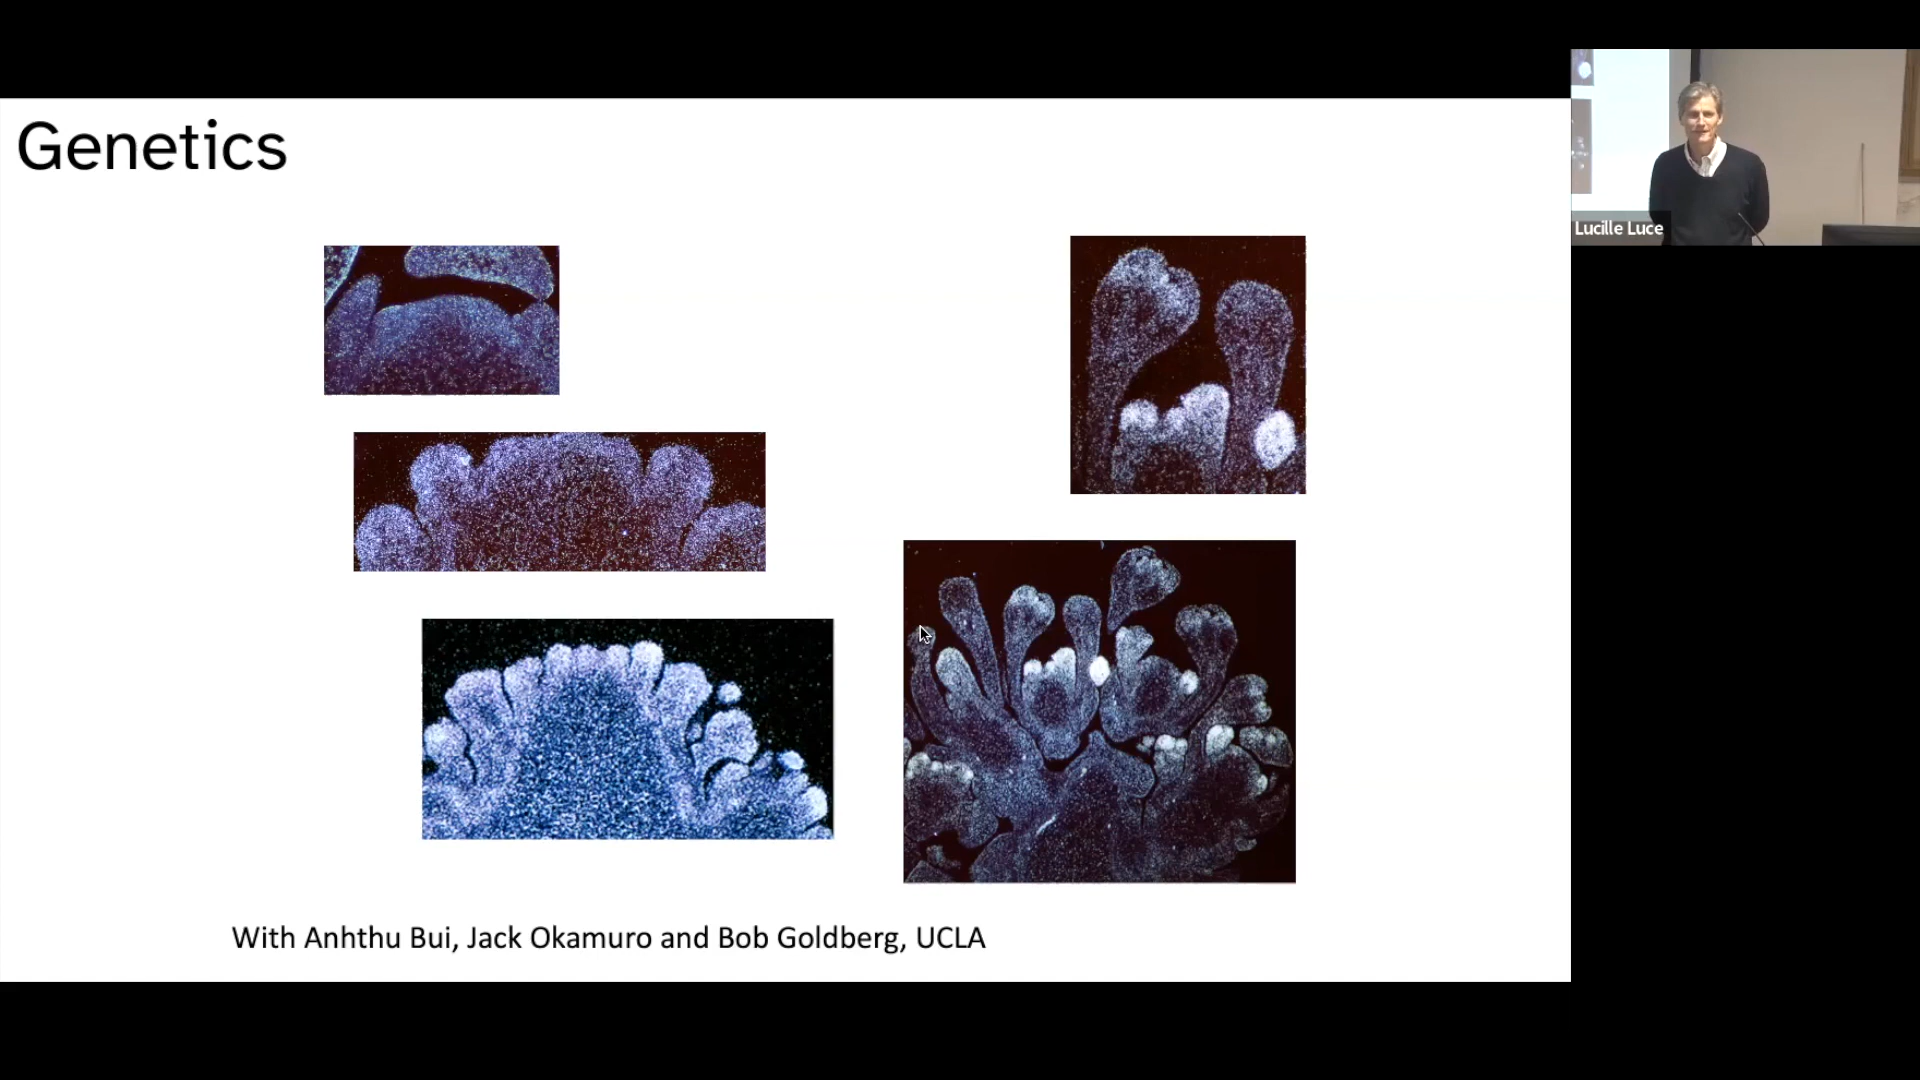 Genetics
Lucille Luce
With Anhthu Bui, Jack Okamuro and Bob Goldberg, UCLA